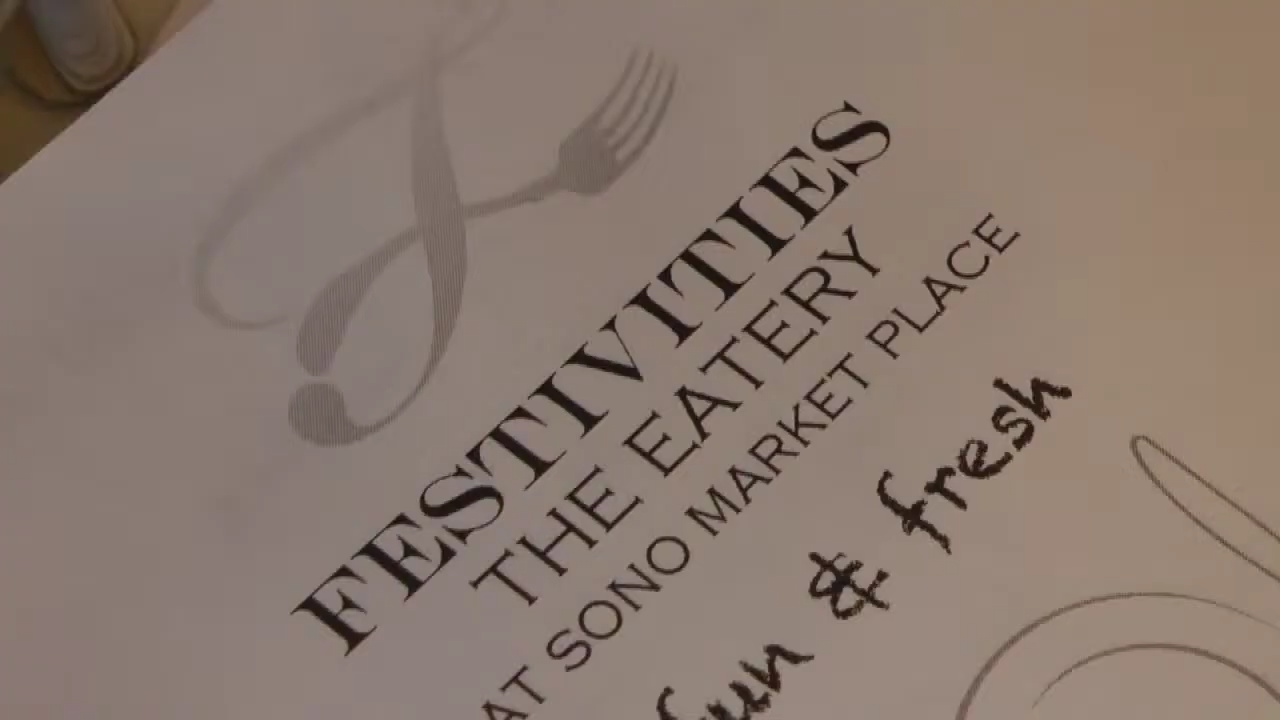 FESTIVITIES
THE EATERY
AT SONO MARKET PLACE
fun & fresh